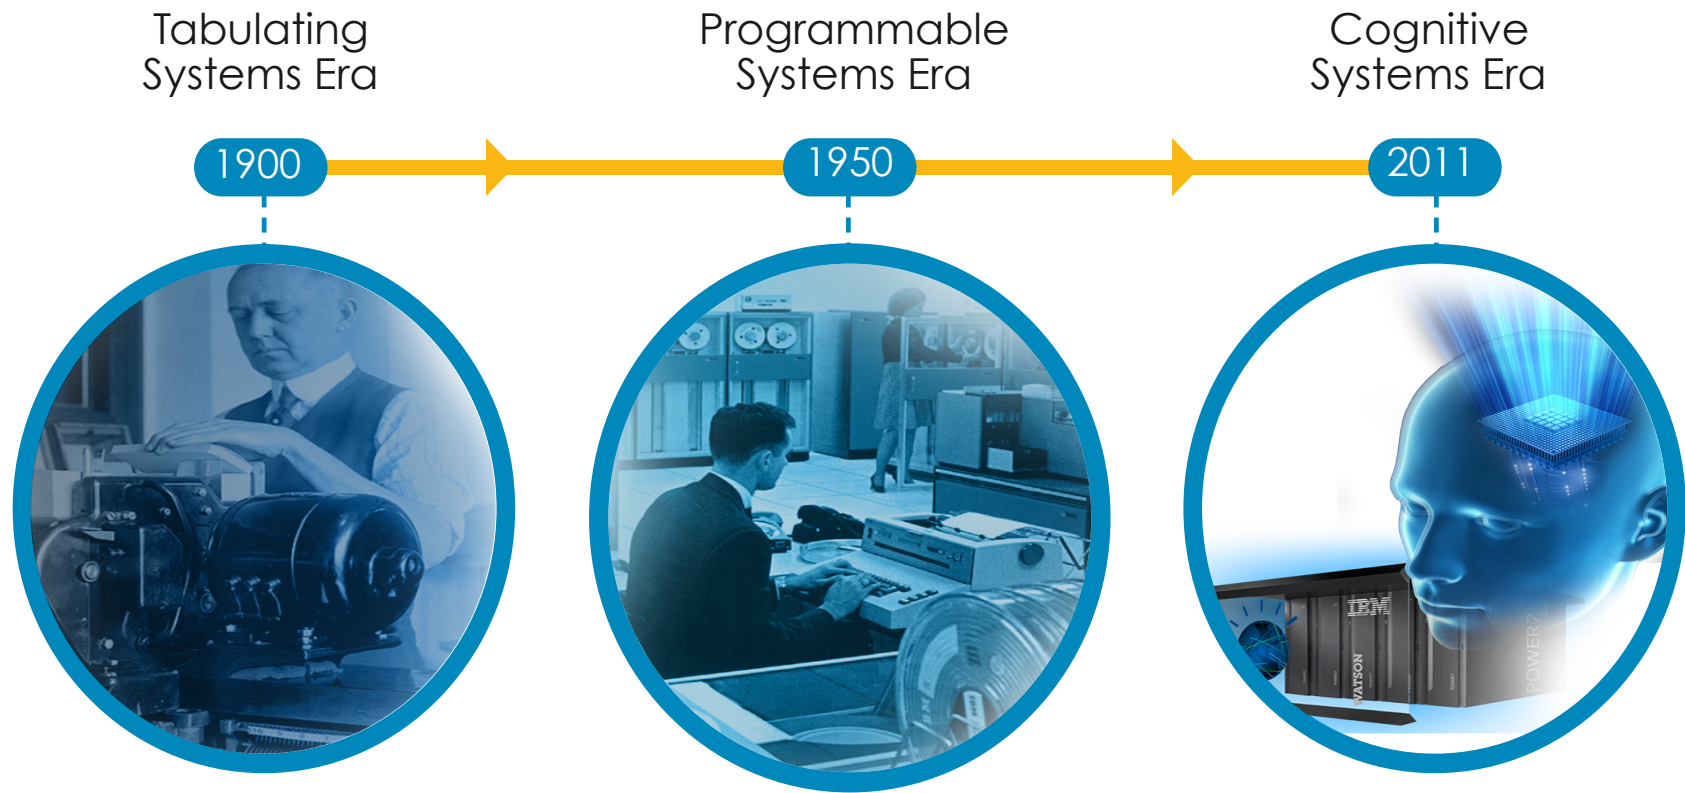 Tabulating
Systems Era
Programmable
Systems Era
Cognitive
Systems Era
1900
1950
2011
IBM
WATSON
POWER7